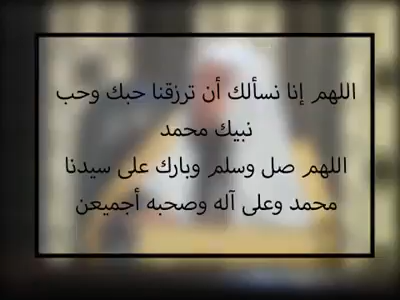 اللهم إنا نسألك أن ترزقنا حبك وحب
نبيك محمد
اللهم صل وسلم وبارك على سيدنا
محمد وعلى آله وصحبه أجميعن